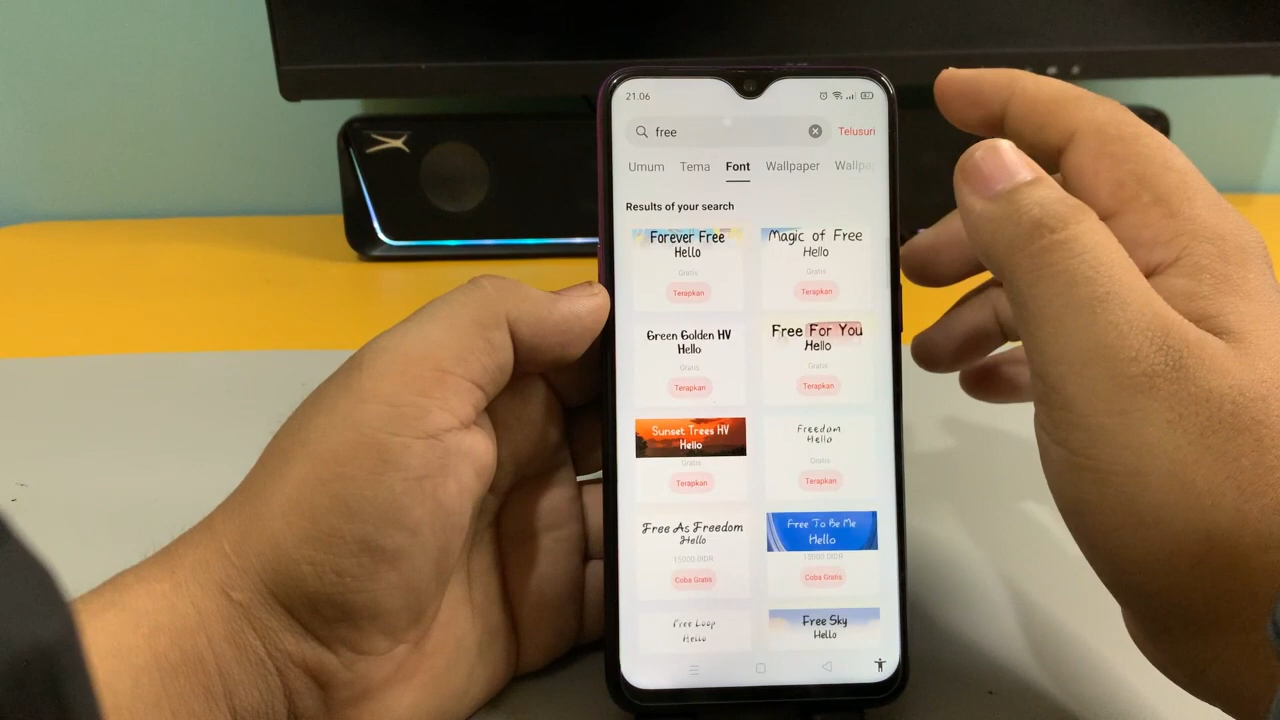 21.06
free
Telusuri
Umum Tema Font Wallpaper Wallpa
Results of your search
Forever Free
Hello
Gratis
Terapkan
Magic of Free
Hello
Gratis
Terapkan
Green Golden HV
Hello
Gratis
Terapkan
Free For You
Hello
Gratis
Terapkan
Sunset Trees HV
Hello
Gratis
Terapkan
Freedom
Hello
Gratis
Terapkan
Free As Freedom
Hello
15000.0IDR
Coba Gratis
Free To Be Me
Hello
15000.0IDR
Coba Gratis
Free Loop
Hello
Free Sky
Hello